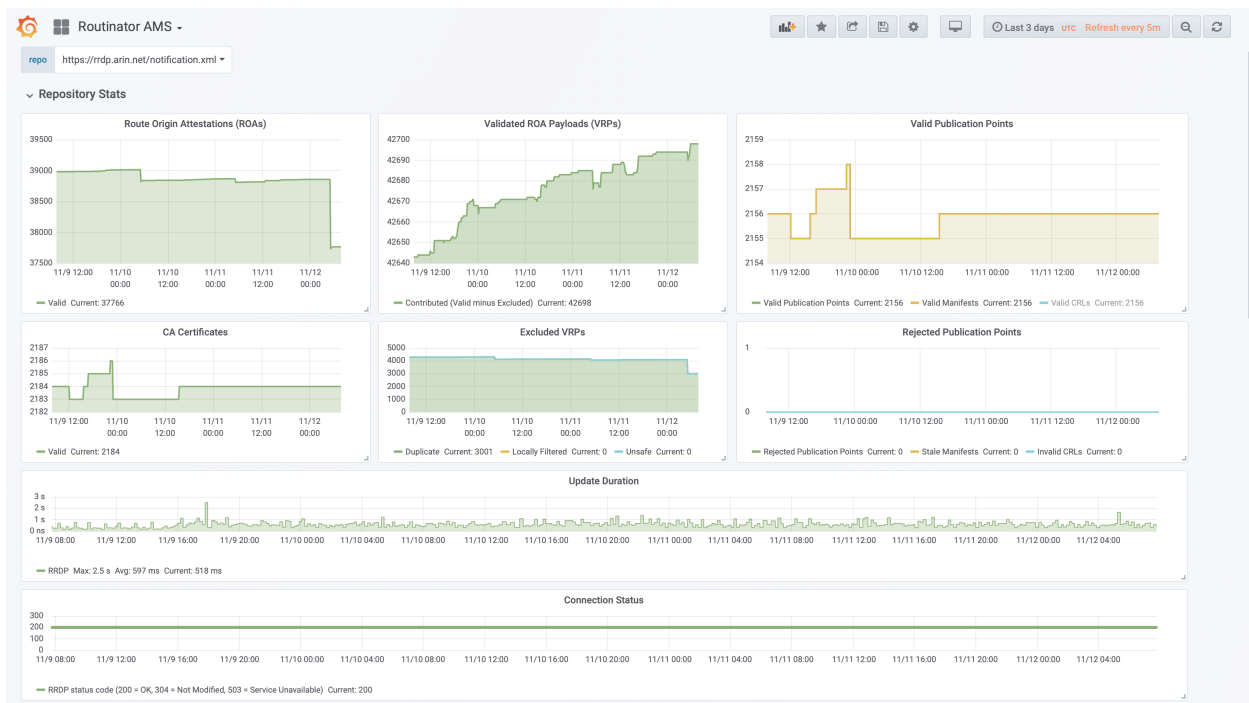 Routinator AMS
Last 3 days UTC Refresh every 5m
repo https://rrdp.arin.net/notification.xml
Repository Stats
Route Origin Attestations (ROAs)
39500
39000
38500
38000
37500
11/9 12:00 11/10 00:00 11/10 12:00 11/11 00:00 11/11 12:00 11/12 00:00
Valid Current: 37766
Validated ROA Payloads (VRPs)
42700
42690
42680
42670
42660
42650
42640
11/9 12:00 11/10 00:00 11/10 12:00 11/11 00:00 11/11 12:00 11/12 00:00
Contributed (Valid minus Excluded) Current: 42698
Valid Publication Points
2159
2158
2157
2156
2155
2154
11/9 12:00 11/10 00:00 11/10 12:00 11/11 00:00 11/11 12:00 11/12 00:00
Valid Publication Points Current: 2156 Valid Manifests Current: 2156 Valid CRLs Current: 2156
CA Certificates
2187
2186
2185
2184
2183
2182
11/9 12:00 11/10 00:00 11/10 12:00 11/11 00:00 11/11 12:00 11/12 00:00
Valid Current: 2184
Excluded VRPs
5000
4000
3000
2000
1000
0
11/9 12:00 11/10 00:00 11/10 12:00 11/11 00:00 11/11 12:00 11/12 00:00
Duplicate Current: 3001 Locally Filtered Current: 0 Unsafe Current: 0
Rejected Publication Points
1
0
11/9 12:00 11/10 00:00 11/10 12:00 11/11 00:00 11/11 12:00 11/12 00:00
Rejected Publication Points Current: 0 Stale Manifests Current: 0 Invalid CRLs Current: 0
Update Duration
3 s
2 s
1 s
0 ns
11/9 08:00 11/9 12:00 11/9 16:00 11/9 20:00 11/10 00:00 11/10 04:00 11/10 08:00 11/10 12:00 11/10 16:00 11/10 20:00 11/11 00:00 11/11 04:00 11/11 08:00 11/11 12:00 11/11 16:00 11/11 20:00 11/12 00:00 11/12 04:00
RRDP Max: 2.5 s Avg: 597 ms Current: 518 ms
Connection Status
300
200
100
0
11/9 08:00 11/9 12:00 11/9 16:00 11/9 20:00 11/10 00:00 11/10 04:00 11/10 08:00 11/10 12:00 11/10 16:00 11/10 20:00 11/11 00:00 11/11 04:00 11/11 08:00 11/11 12:00 11/11 16:00 11/11 20:00 11/12 00:00 11/12 04:00
RRDP status code (200 = OK, 304 = Not Modified, 503 = Service Unavailable) Current: 200